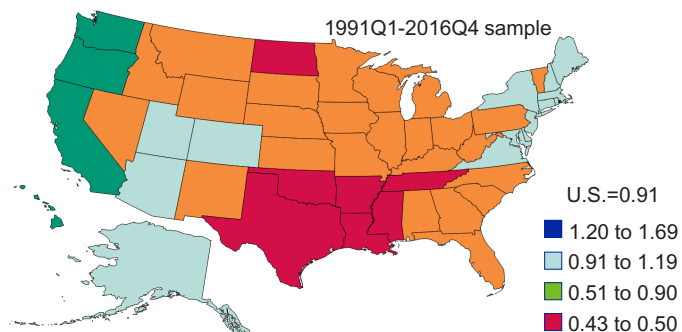 1991Q1-2016Q4 sample
U.S.=0.91
1.20 to 1.69
0.91 to 1.19
0.51 to 0.90
0.43 to 0.50